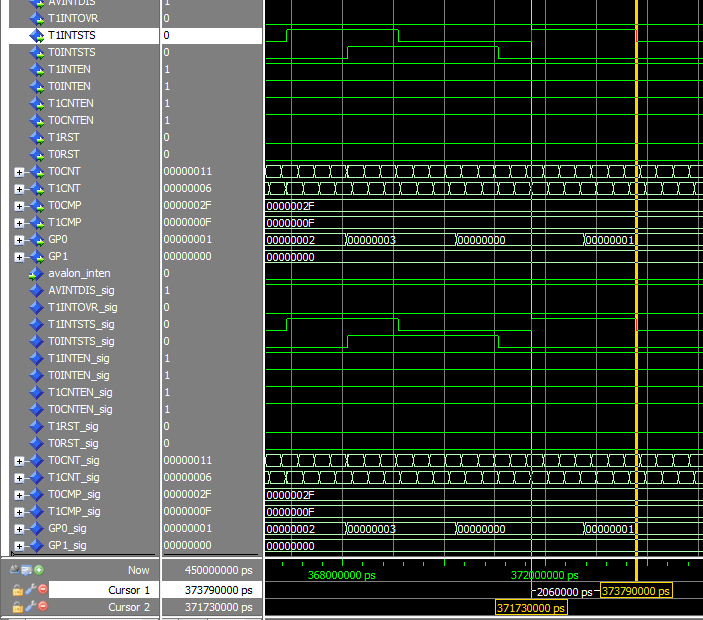 AVINTDIS 1
T1INTOVR 0
T1INTSTS 0
T0INTSTS 0
T1INTEN 1
T0INTEN 1
T1CNTEN 1
T0CNTEN 1
T1RST 0
T0RST 0
T0CNT 00000011
T1CNT 00000006
T0CMP 0000002F 0000002F
T1CMP 0000000F 0000000F
GP0 00000001 00000002 00000003 00000000 00000001
GP1 00000000 00000000
avalon_inten 0
AVINTDIS_sig 1
T1INTOVR_sig 0
T1INTSTS_sig 0
T0INTSTS_sig 0
T1INTEN_sig 1
T0INTEN_sig 1
T1CNTEN_sig 1
T0CNTEN_sig 1
T1RST_sig 0
T0RST_sig 0
T0CNT_sig 00000011
T1CNT_sig 00000006
T0CMP_sig 0000002F 0000002F
T1CMP_sig 0000000F 0000000F
GP0_sig 00000001 00000002 00000003 00000000 00000001
GP1_sig 00000000 00000000
Now 450000000 ps 368000000 ps 372000000 ps
Cursor 1 373790000 ps 2060000 ps 373790000 ps
Cursor 2 371730000 ps 371730000 ps